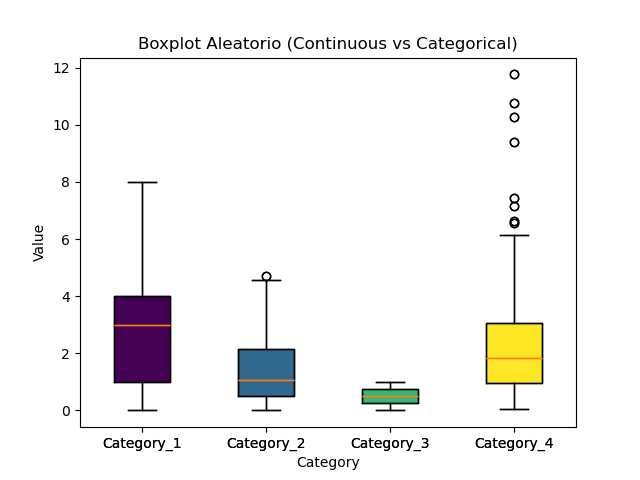 Boxplot Aleatorio (Continuous vs Categorical)
12
10
8
6
4
2
0
Value
Category_1 Category_2 Category_3 Category_4
Category